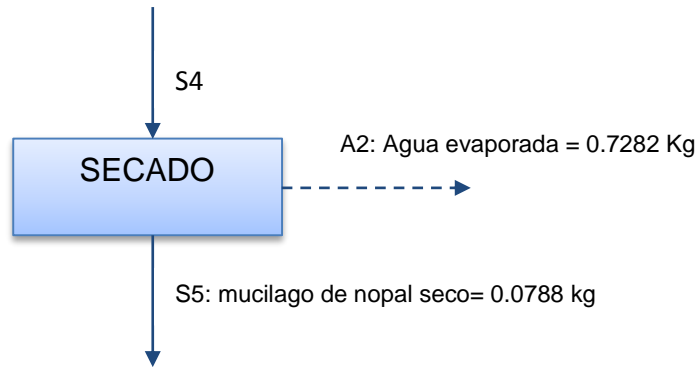 S4
A2: Agua evaporada = 0.7282 Kg
SECADO
S5: mucilago de nopal seco= 0.0788 kg